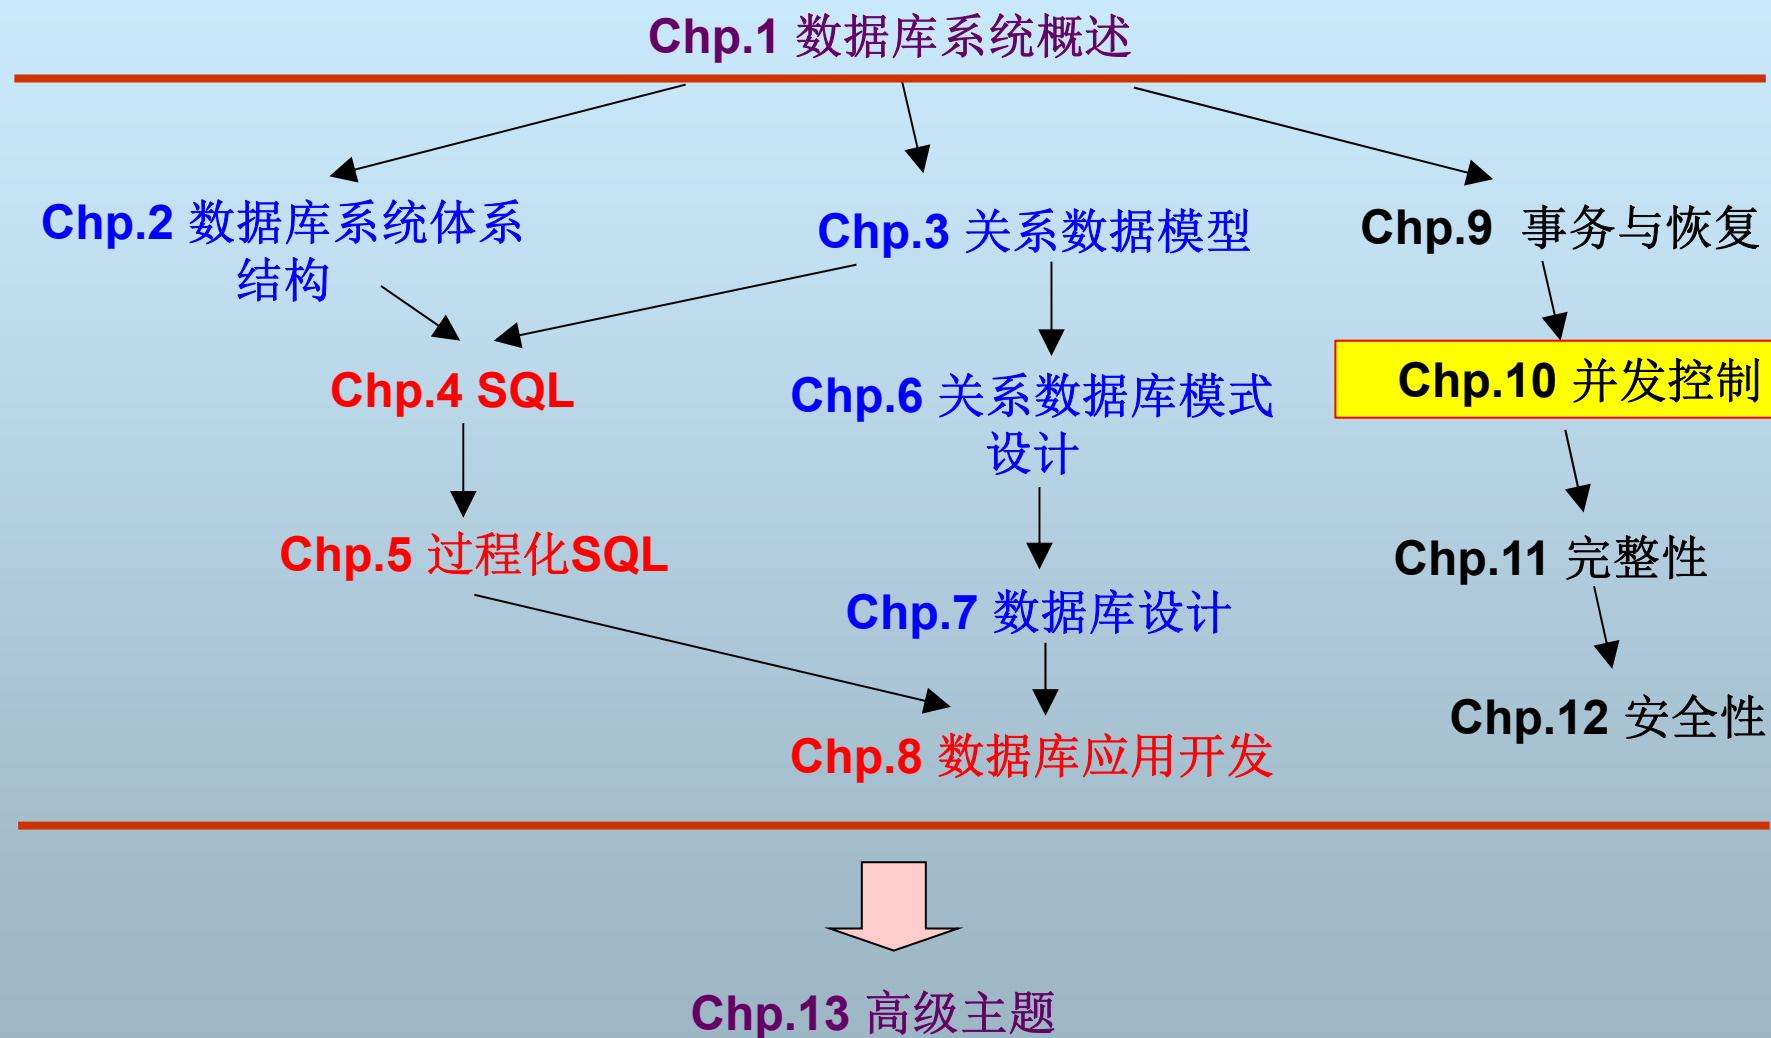 Chp.1 数据库系统概述
Chp.2 数据库系统体系
结构
Chp.3 关系数据模型
Chp.9 事务与恢复
Chp.4 SQL
Chp.6 关系数据库模式
设计
Chp.10 并发控制
Chp.5 过程化SQL
Chp.11 完整性
Chp.7 数据库设计
Chp.12 安全性
Chp.8 数据库应用开发
Chp.13 高级主题